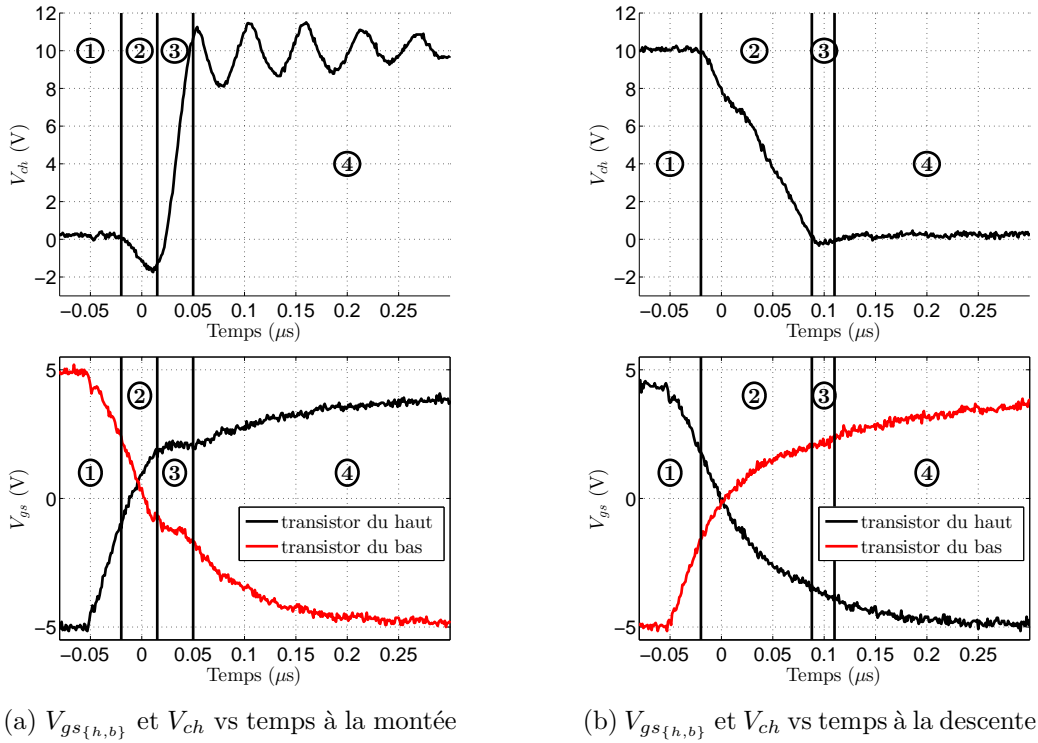 12
10
8
6
4
2
0
−2
V_ch (V)
① ② ③ ④
−0.05 0 0.05 0.1 0.15 0.2 0.25
Temps (μs)
12
10
8
6
4
2
0
−2
V_ch (V)
① ② ③ ④
−0.05 0 0.05 0.1 0.15 0.2 0.25
Temps (μs)
5
0
−5
V_gs (V)
① ② ③ ④
transistor du haut
transistor du bas
−0.05 0 0.05 0.1 0.15 0.2 0.25
Temps (μs)
5
0
−5
V_gs (V)
① ② ③ ④
transistor du haut
transistor du bas
−0.05 0 0.05 0.1 0.15 0.2 0.25
Temps (μs)
(a) V_gs_{h,b} et V_ch vs temps à la montée
(b) V_gs_{h,b} et V_ch vs temps à la descente